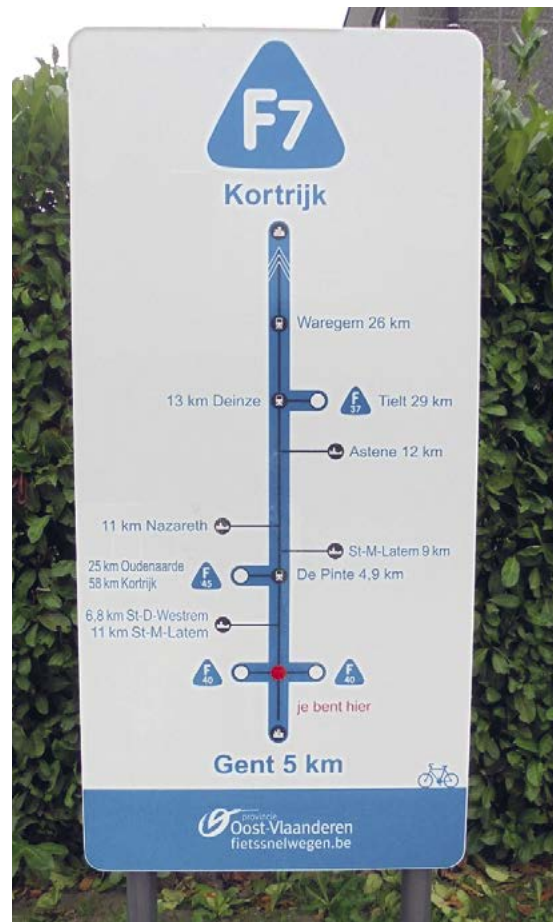 F7
Kortrijk
Waregem 26 km
13 km Deinze
F
37
Tielt 29 km
Astene 12 km
11 km Nazareth
St-M-Latem 9 km
25 km Oudenaarde
58 km Kortrijk
F
45
De Pinte 4,9 km
6,8 km St-D-Westrem
11 km St-M-Latem
F
40
F
40
je bent hier
Gent 5 km
provincie
Oost-Vlaanderen
fietssnelwegen.be